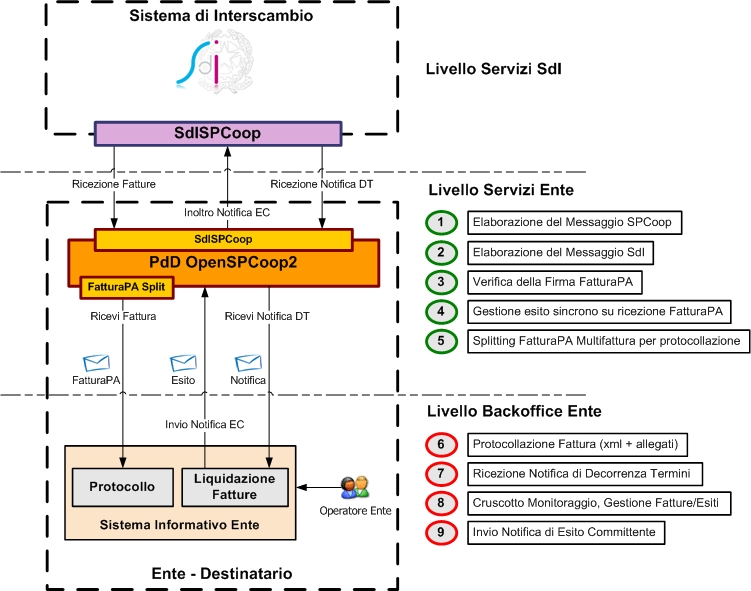 Sistema di Interscambio
Sdi
Livello Servizi SdI
SdISPCoop
Ricezione Fatture
Ricezione Notifica DT
Inoltro Notifica EC
Livello Servizi Ente
1 Elaborazione del Messaggio SPCoop
2 Elaborazione del Messaggio SdI
3 Verifica della Firma FatturaPA
4 Gestione esito sincrono su ricezione FatturaPA
5 Splitting FatturaPA Multifattura per protocollazione
SdISPCoop
PdD OpenSPCoop2
FatturaPA Split
Ricevi Fattura
Ricevi Notifica DT
FatturaPA
Esito
Notifica
Invio Notifica EC
Livello Backoffice Ente
6 Protocollazione Fattura (xml + allegati)
7 Ricezione Notifica di Decorrenza Termini
8 Cruscotto Monitoraggio, Gestione Fatture/Esiti
9 Invio Notifica di Esito Committente
Protocollo
Liquidazione
Fatture
Operatore Ente
Sistema Informativo Ente
Ente - Destinatario